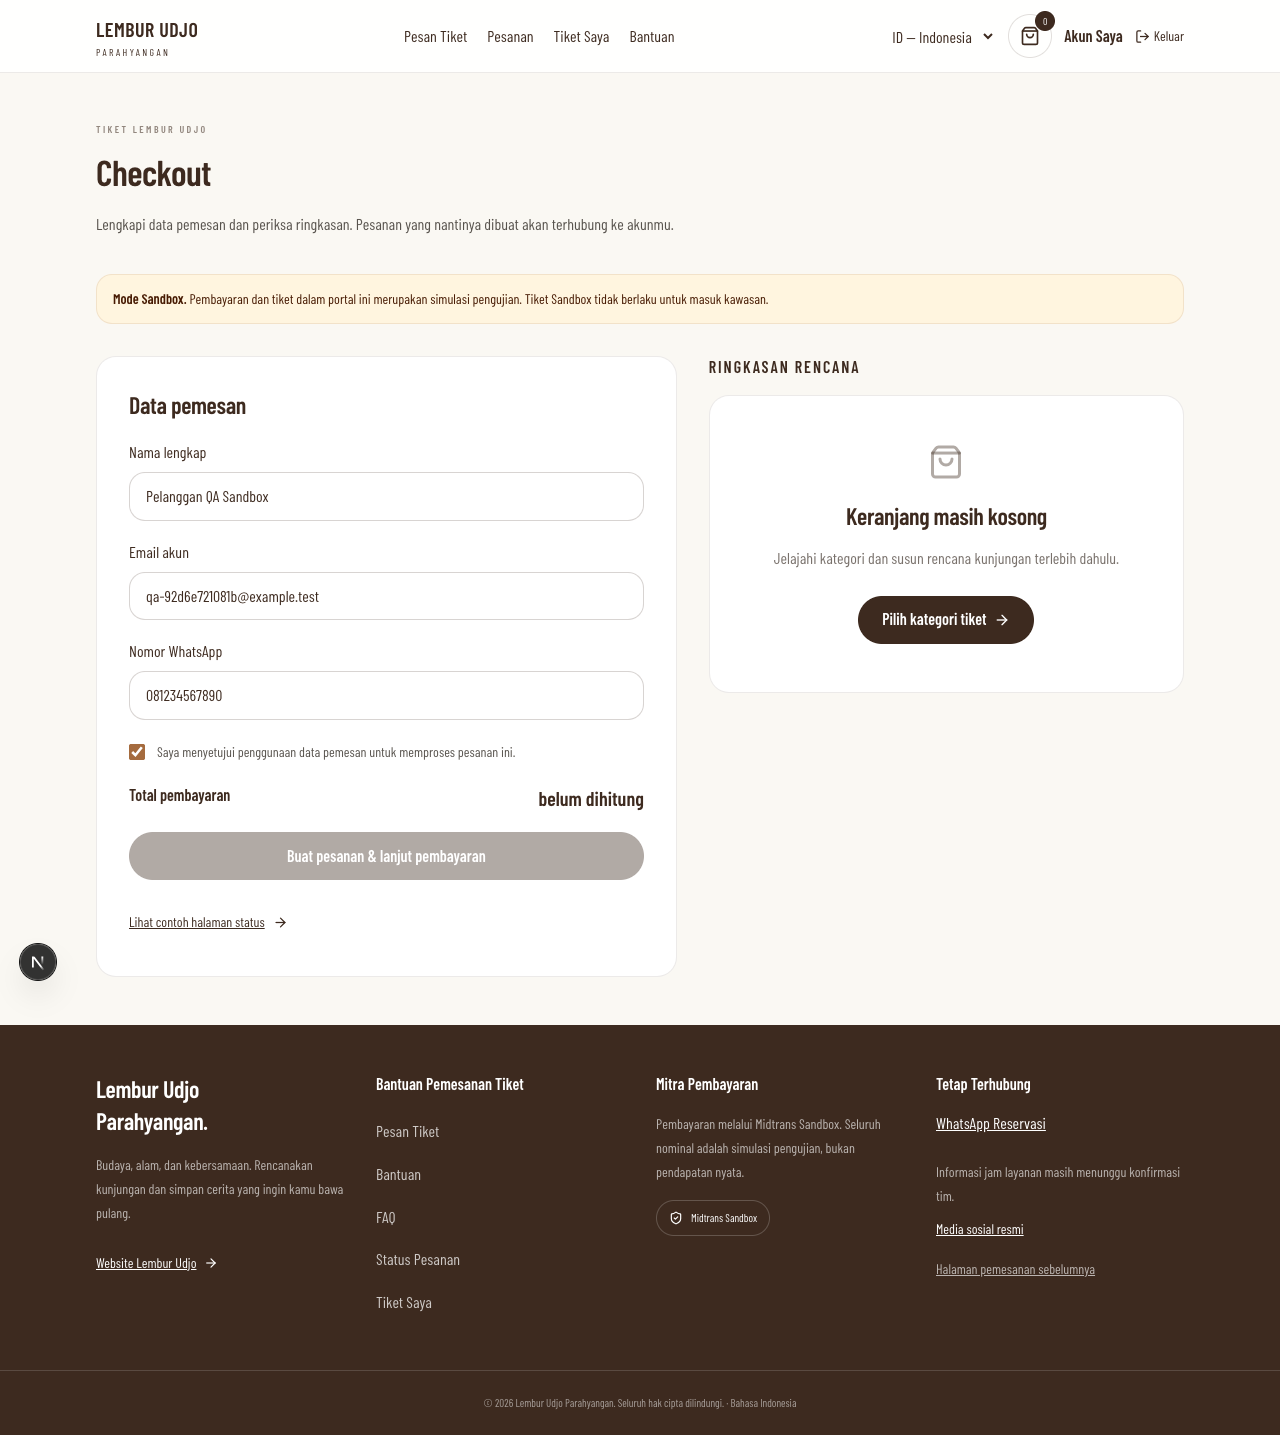 LEMBUR UDJO
PARAHYANGAN
Pesan Tiket
Pesanan
Tiket Saya
Bantuan
ID — Indonesia
0
Akun Saya
Keluar
TIKET LEMBUR UDJO
Checkout
Lengkapi data pemesan dan periksa ringkasan. Pesanan yang nantinya dibuat akan terhubung ke akunmu.
Mode Sandbox. Pembayaran dan tiket dalam portal ini merupakan simulasi pengujian. Tiket Sandbox tidak berlaku untuk masuk kawasan.
Data pemesan
Nama lengkap
Pelanggan QA Sandbox
Email akun
qa-92d6e721081b@example.test
Nomor WhatsApp
081234567890
Saya menyetujui penggunaan data pemesan untuk memproses pesanan ini.
Total pembayaran
belum dihitung
Buat pesanan & lanjut pembayaran
Lihat contoh halaman status
RINGKASAN RENCANA
Keranjang masih kosong
Jelajahi kategori dan susun rencana kunjungan terlebih dahulu.
Pilih kategori tiket
N
Lembur Udjo
Parahyangan.
Budaya, alam, dan kebersamaan. Rencanakan
kunjungan dan simpan cerita yang ingin kamu bawa
pulang.
Website Lembur Udjo
Bantuan Pemesanan Tiket
Pesan Tiket
Bantuan
FAQ
Status Pesanan
Tiket Saya
Mitra Pembayaran
Pembayaran melalui Midtrans Sandbox. Seluruh
nominal adalah simulasi pengujian, bukan
pendapatan nyata.
Midtrans Sandbox
Tetap Terhubung
WhatsApp Reservasi
Informasi jam layanan masih menunggu konfirmasi
tim.
Media sosial resmi
Halaman pemesanan sebelumnya
© 2026 Lembur Udjo Parahyangan. Seluruh hak cipta dilindungi. · Bahasa Indonesia